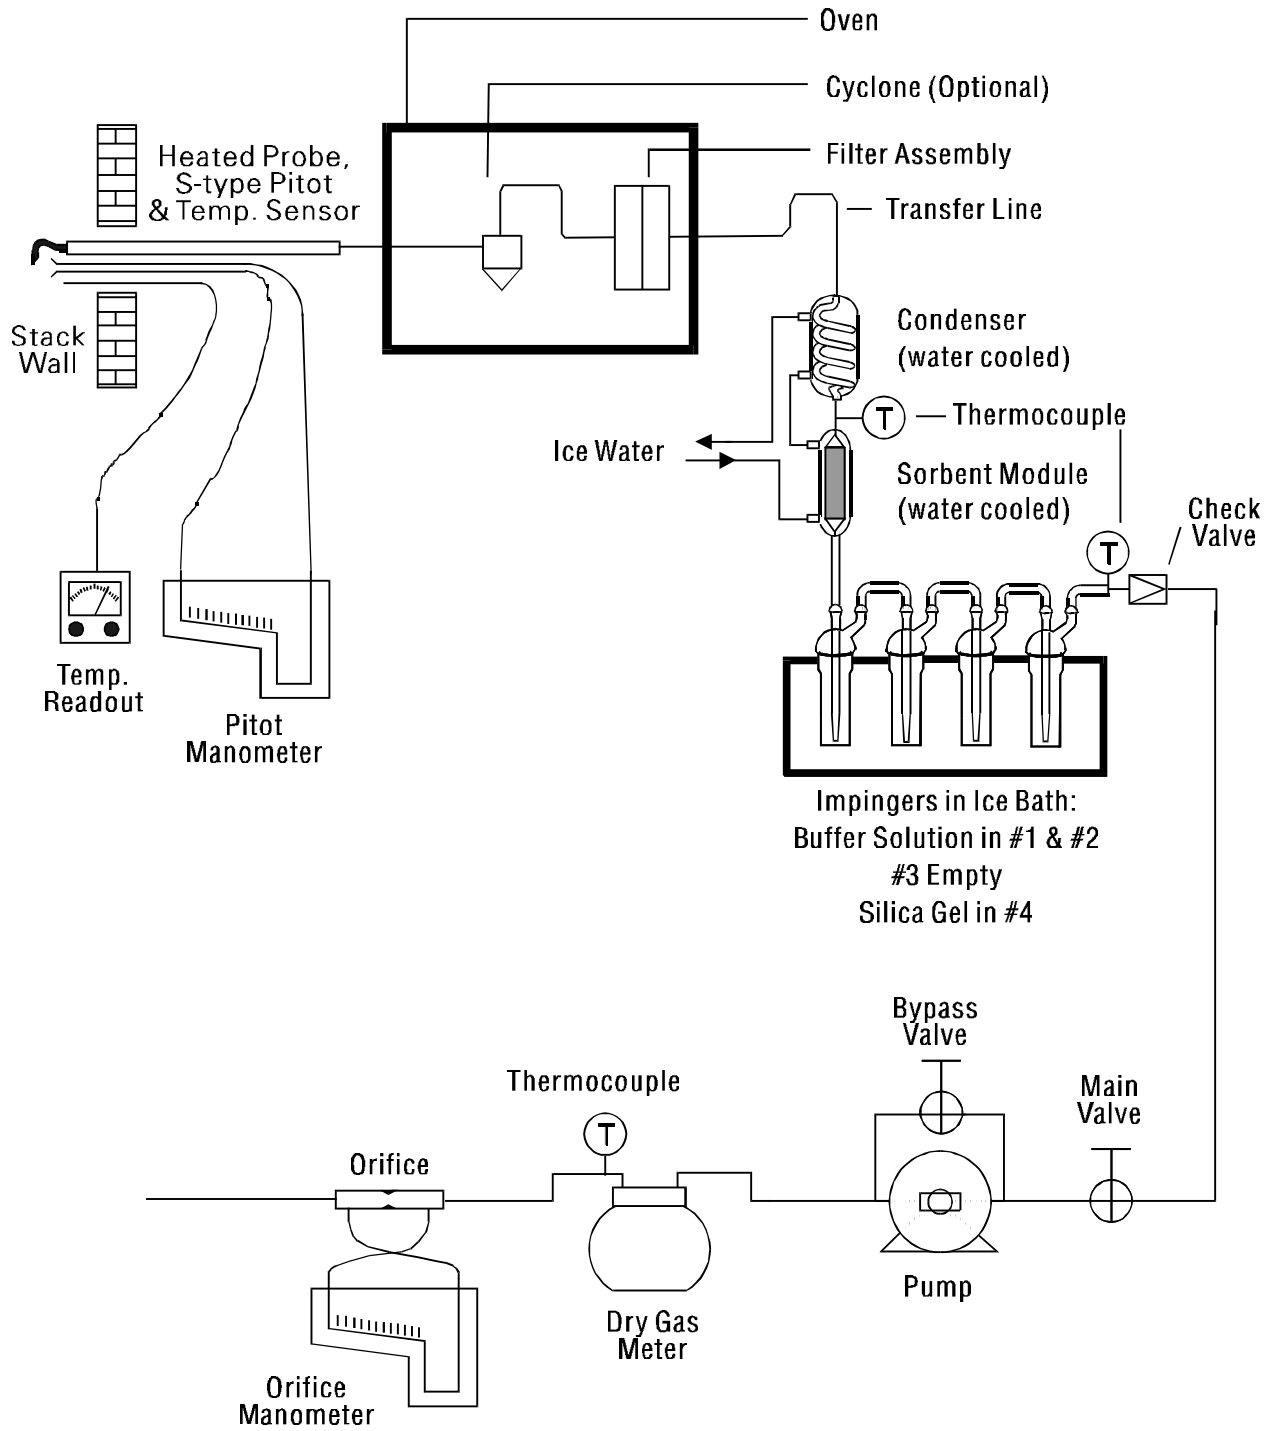 Oven
Cyclone (Optional)
Heated Probe,
S-type Pitot
& Temp. Sensor
Filter Assembly
Transfer Line
Stack
Wall
Condenser
(water cooled)
T
Thermocouple
Ice Water
Sorbent Module
(water cooled)
Check
Valve
T
Temp.
Readout
Pitot
Manometer
Impingers in Ice Bath:
Buffer Solution in #1 & #2
#3 Empty
Silica Gel in #4
Bypass
Valve
Main
Valve
Thermocouple
T
Orifice
Pump
Dry Gas
Meter
Orifice
Manometer